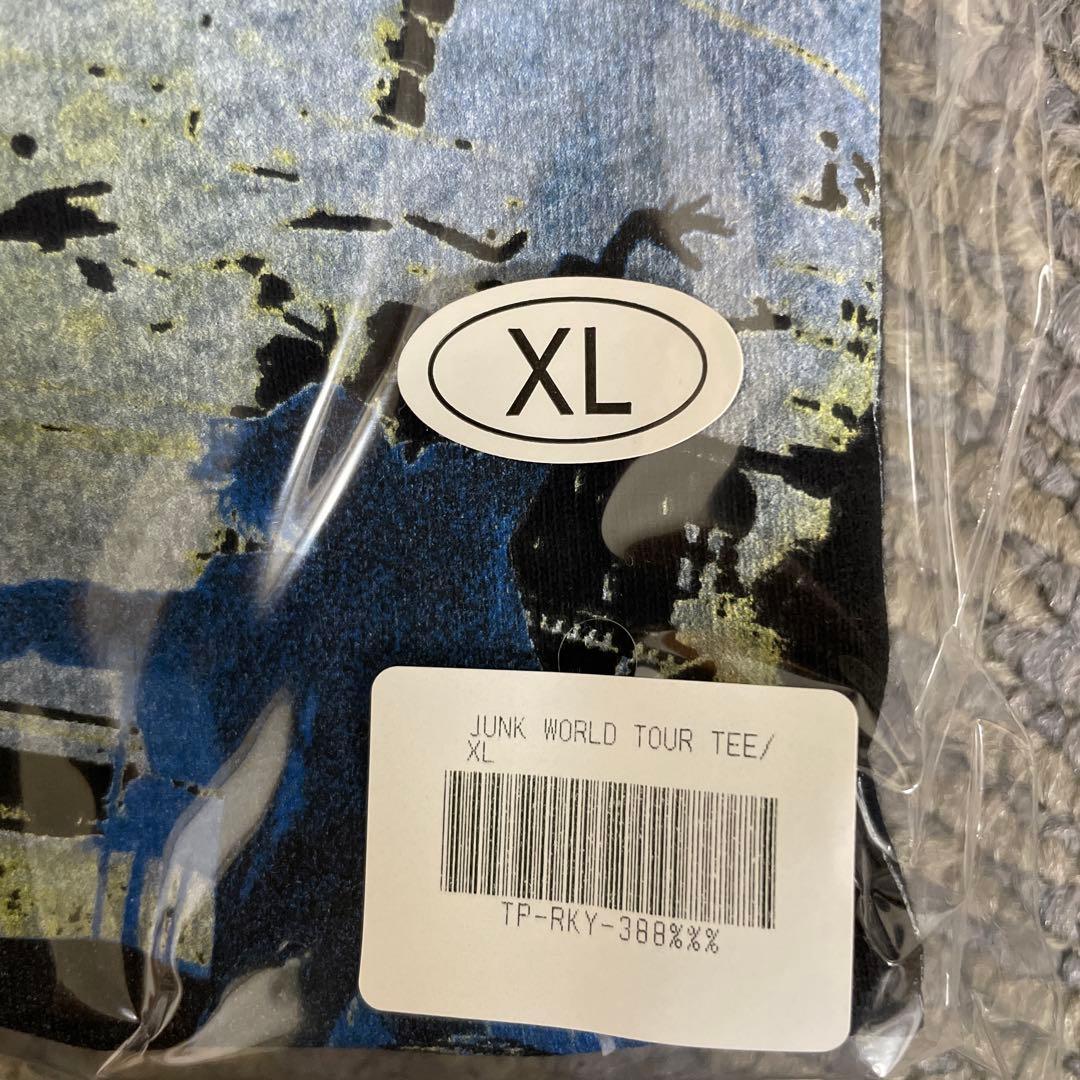 XL
JUNK WORLD TOUR TEE/
XL
TP-RKY-388%%%